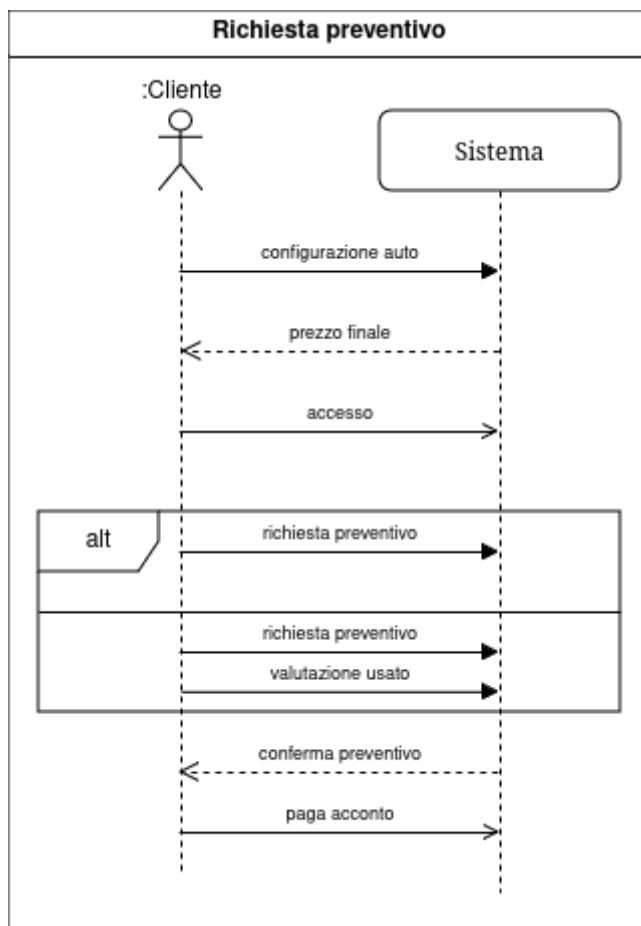 Richiesta preventivo
:Cliente
Sistema
configurazione auto
prezzo finale
accesso
alt
richiesta preventivo
richiesta preventivo
valutazione usato
conferma preventivo
paga acconto